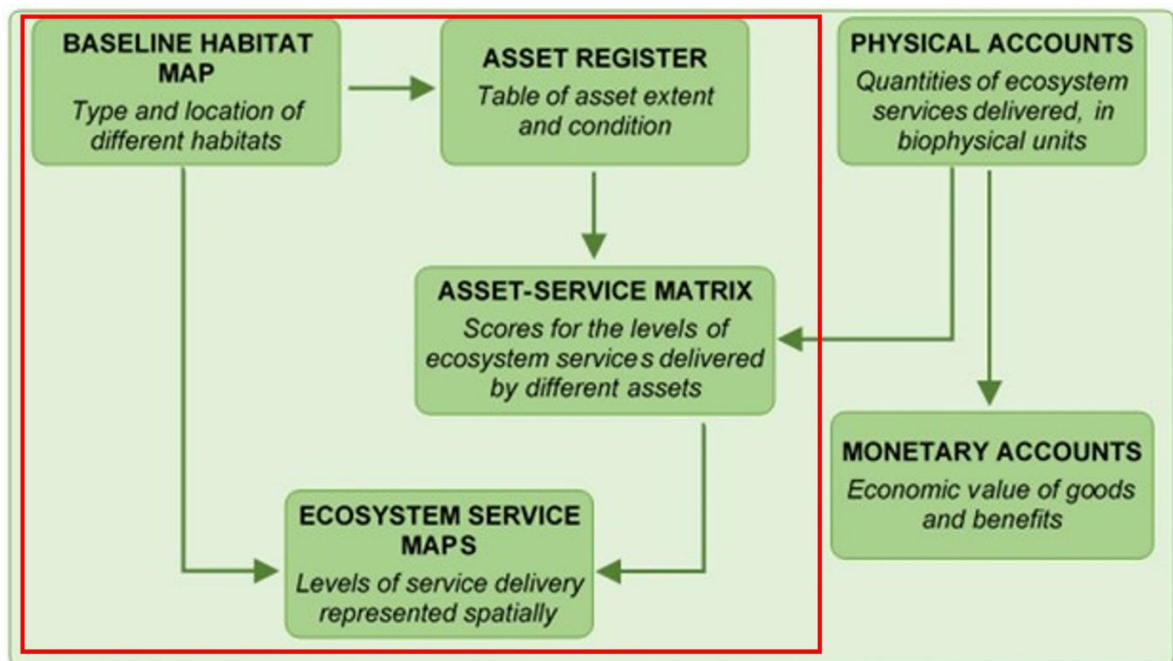 BASELINE HABITAT
MAP
Type and location of
different habitats
ASSET REGISTER
Table of asset extent
and condition
PHYSICAL ACCOUNTS
Quantities of ecosystem
services delivered, in
biophysical units
ASSET-SERVICE MATRIX
Scores for the levels of
ecosystem services delivered
by different assets
MONETARY ACCOUNTS
Economic value of goods
and benefits
ECOSYSTEM SERVICE
MAPS
Levels of service delivery
represented spatially